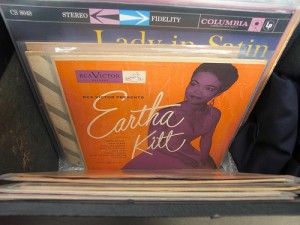 CS 8048
STEREO
FIDELITY
COLUMBIA
Lady in Satin
RCA VICTOR
RCA VICTOR PRESENTS
Eartha
Kitt